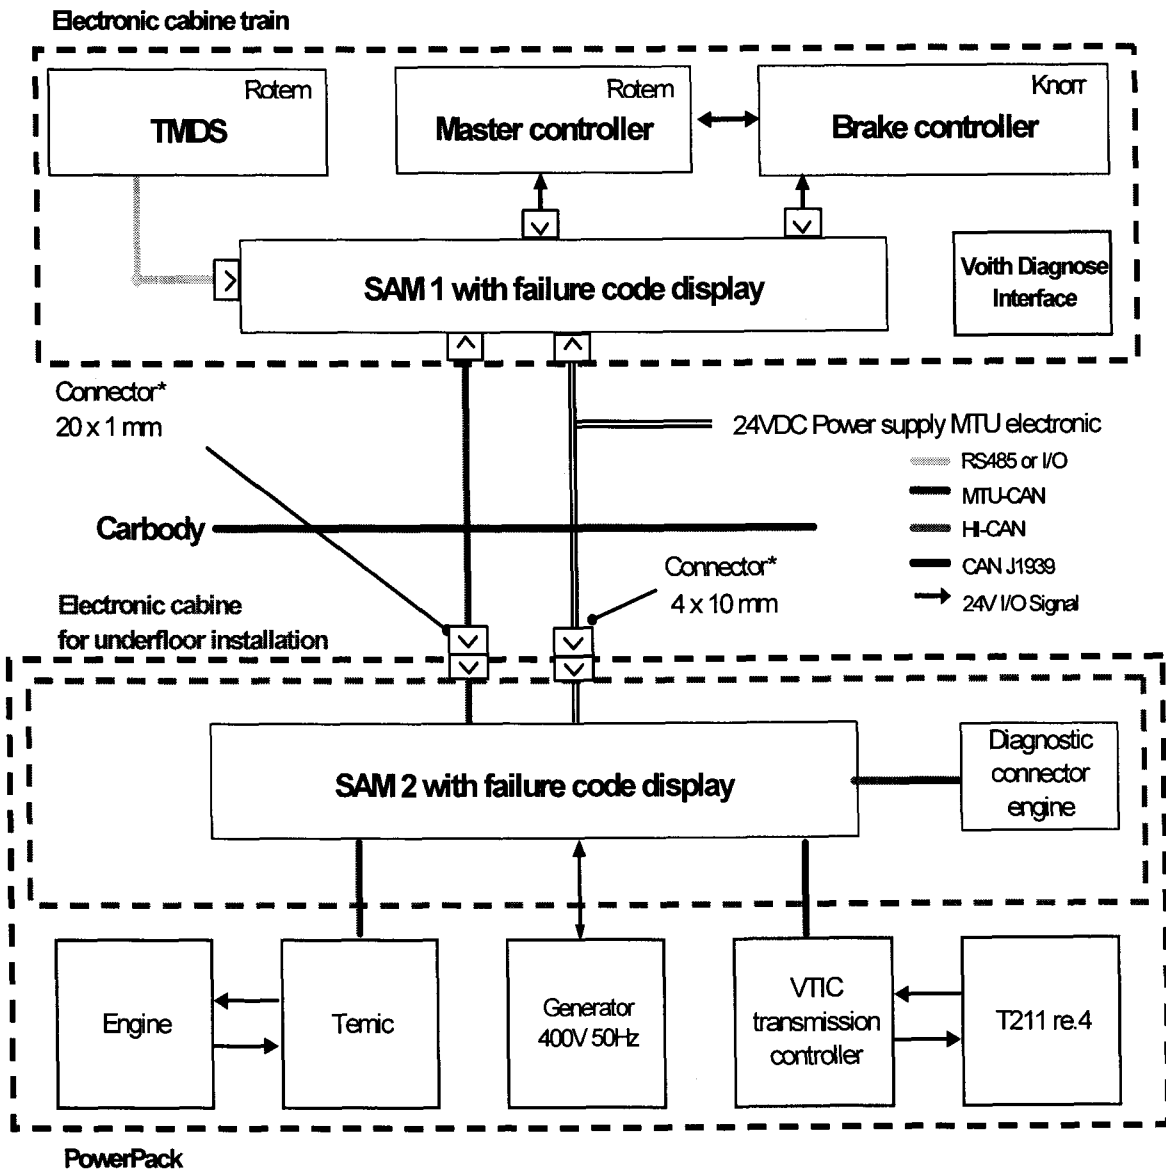 Electronic cabine train
Rotem
TMDS
Rotem
Master controller
Knorr
Brake controller
SAM 1 with failure code display
Voith Diagnose
Interface
Connector*
20 x 1 mm
24VDC Power supply MTU electronic
RS485 or I/O
MTU-CAN
HI-CAN
CAN J1939
24V I/O Signal
Carbody
Connector*
4 x 10 mm
Electronic cabine
for underfloor installation
SAM 2 with failure code display
Diagnostic
connector
engine
Engine
Temic
Generator
400V 50Hz
VTIC
transmission
controller
T211 re.4
PowerPack